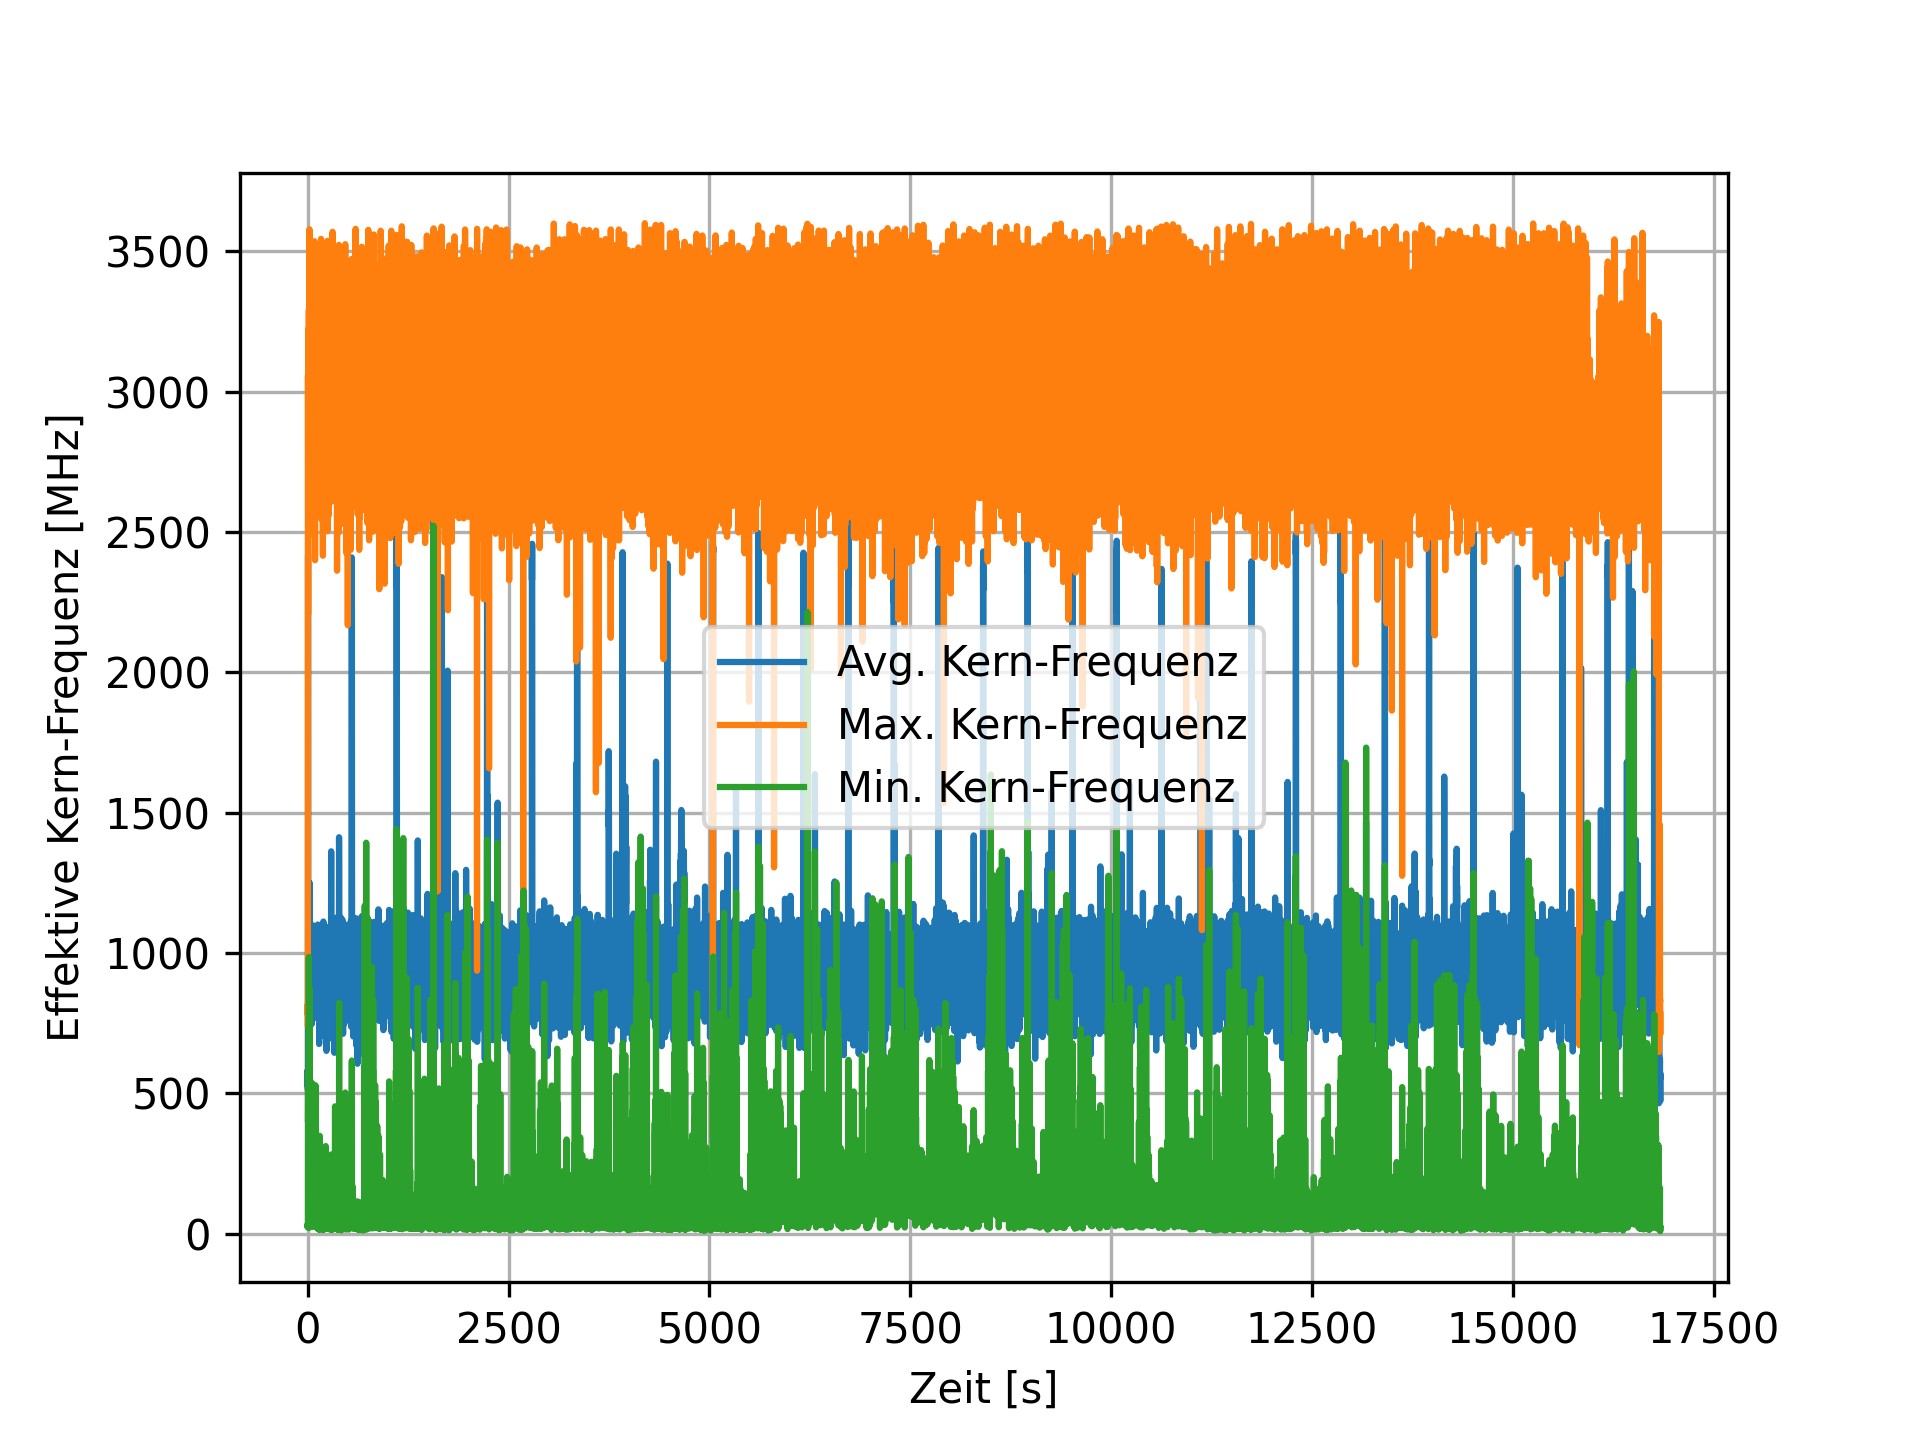 Effektive Kern-Frequenz [MHz]
3500
3000
2500
2000
1500
1000
500
0
Avg. Kern-Frequenz
Max. Kern-Frequenz
Min. Kern-Frequenz
0 2500 5000 7500 10000 12500 15000 17500
Zeit [s]